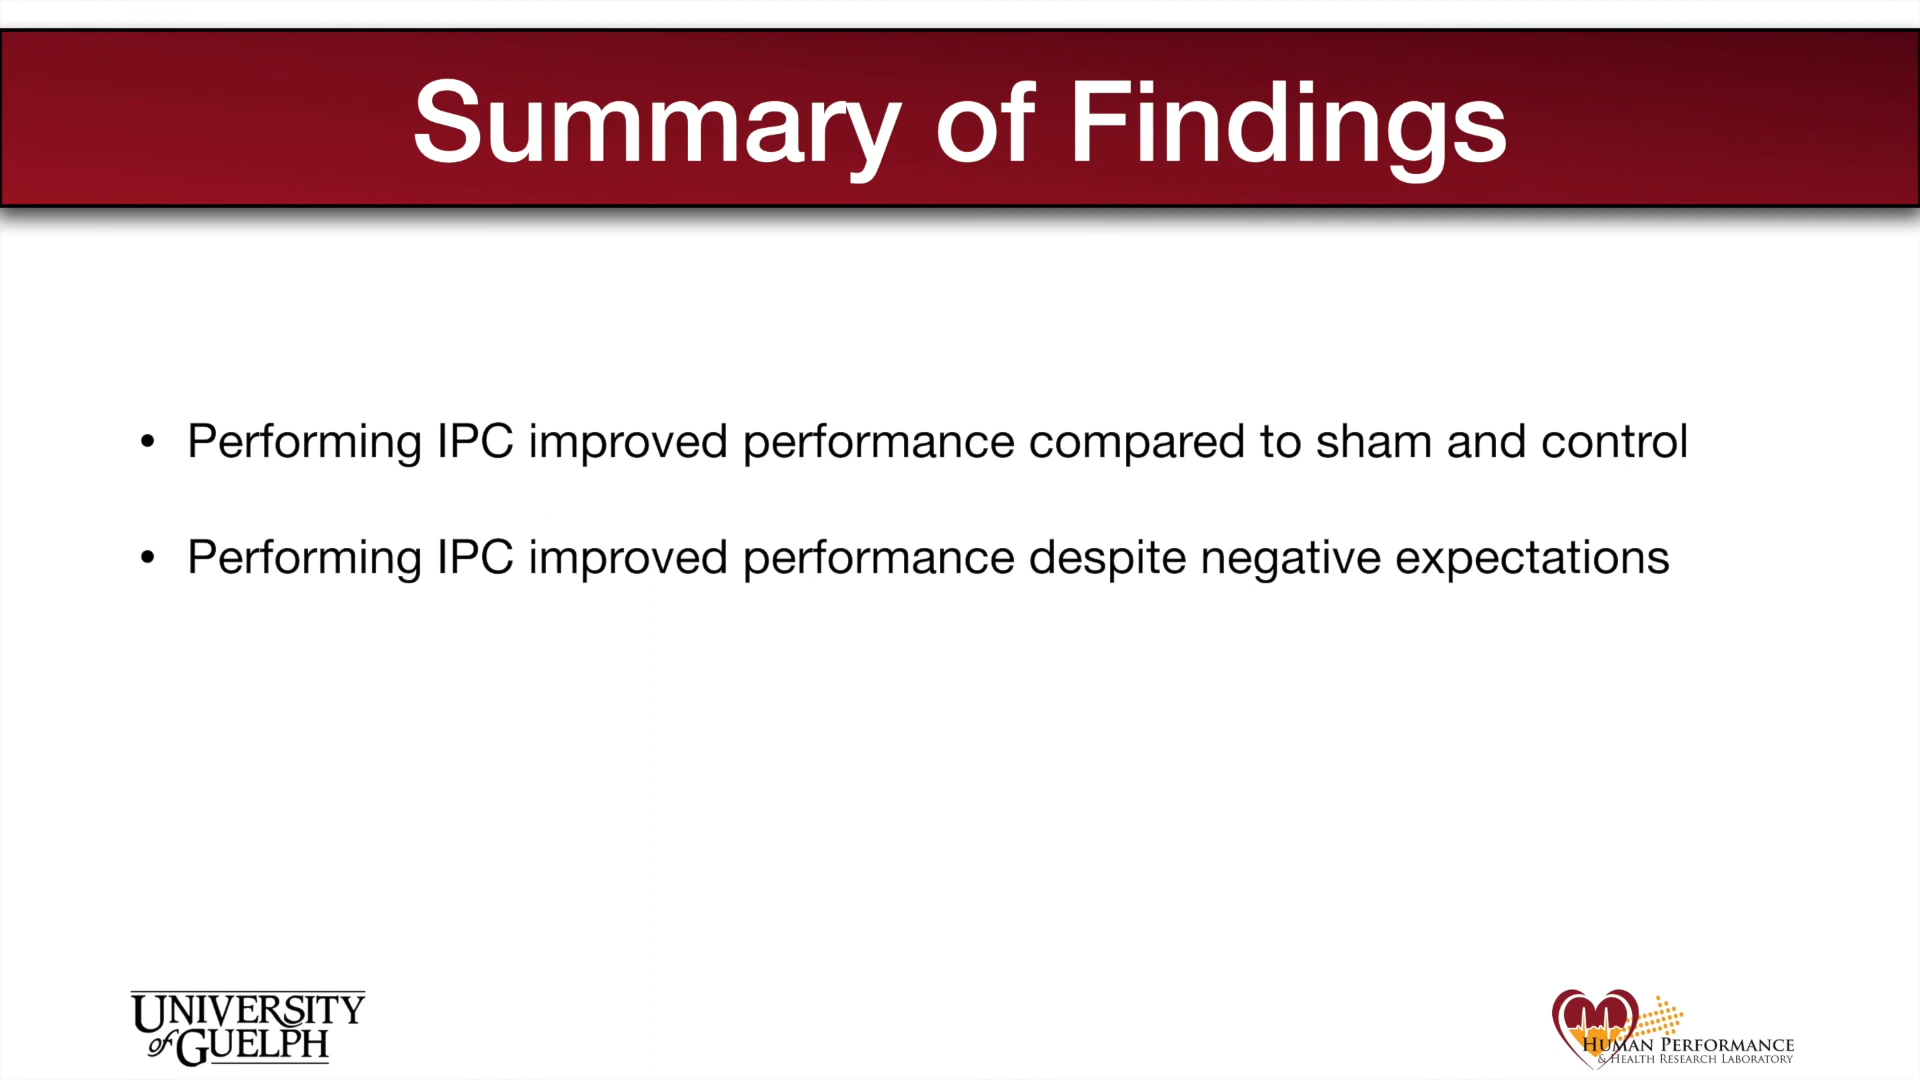 Summary of Findings
• Performing IPC improved performance compared to sham and control
• Performing IPC improved performance despite negative expectations
UNIVERSITY
of GUELPH
HUMAN PERFORMANCE
& HEALTH RESEARCH LABORATORY